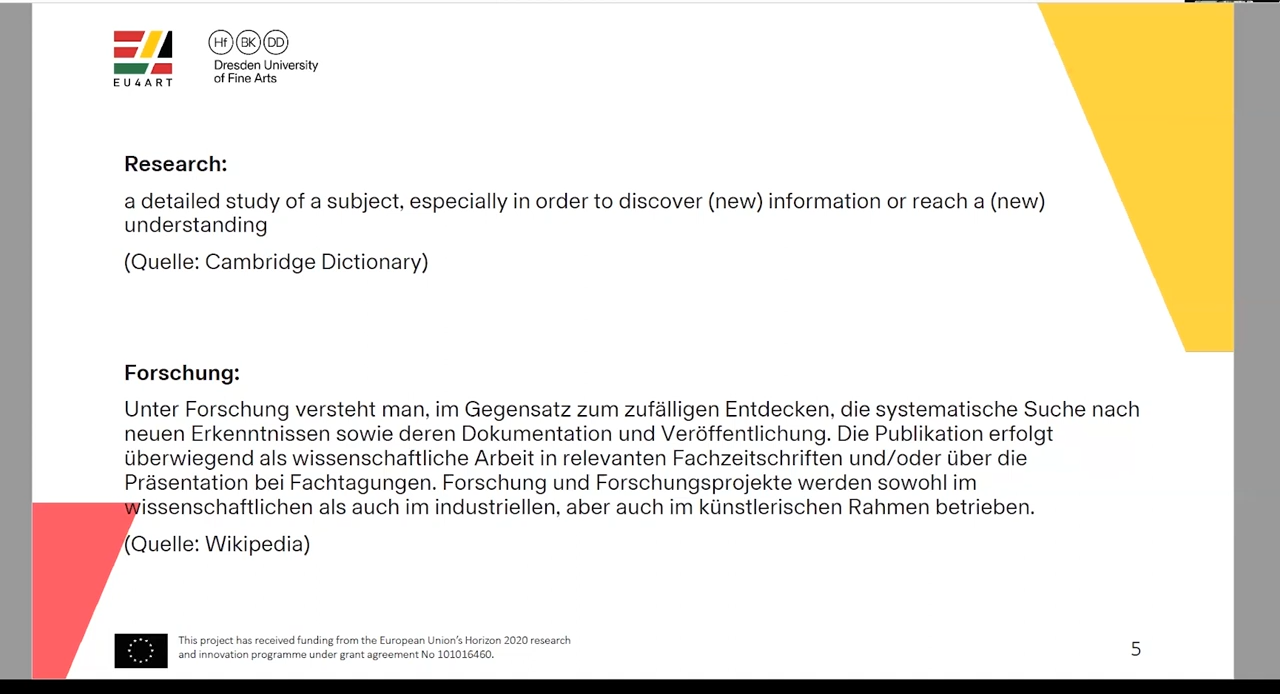 EU4ART
Hf BK DD
Dresden University
of Fine Arts
Research:
a detailed study of a subject, especially in order to discover (new) information or reach a (new)
understanding
(Quelle: Cambridge Dictionary)
Forschung:
Unter Forschung versteht man, im Gegensatz zum zufälligen Entdecken, die systematische Suche nach
neuen Erkenntnissen sowie deren Dokumentation und Veröffentlichung. Die Publikation erfolgt
überwiegend als wissenschaftliche Arbeit in relevanten Fachzeitschriften und/oder über die
Präsentation bei Fachtagungen. Forschung und Forschungsprojekte werden sowohl im
wissenschaftlichen als auch im industriellen, aber auch im künstlerischen Rahmen betrieben.
(Quelle: Wikipedia)
This project has received funding from the European Union's Horizon 2020 research
and innovation programme under grant agreement No 101016460.
5